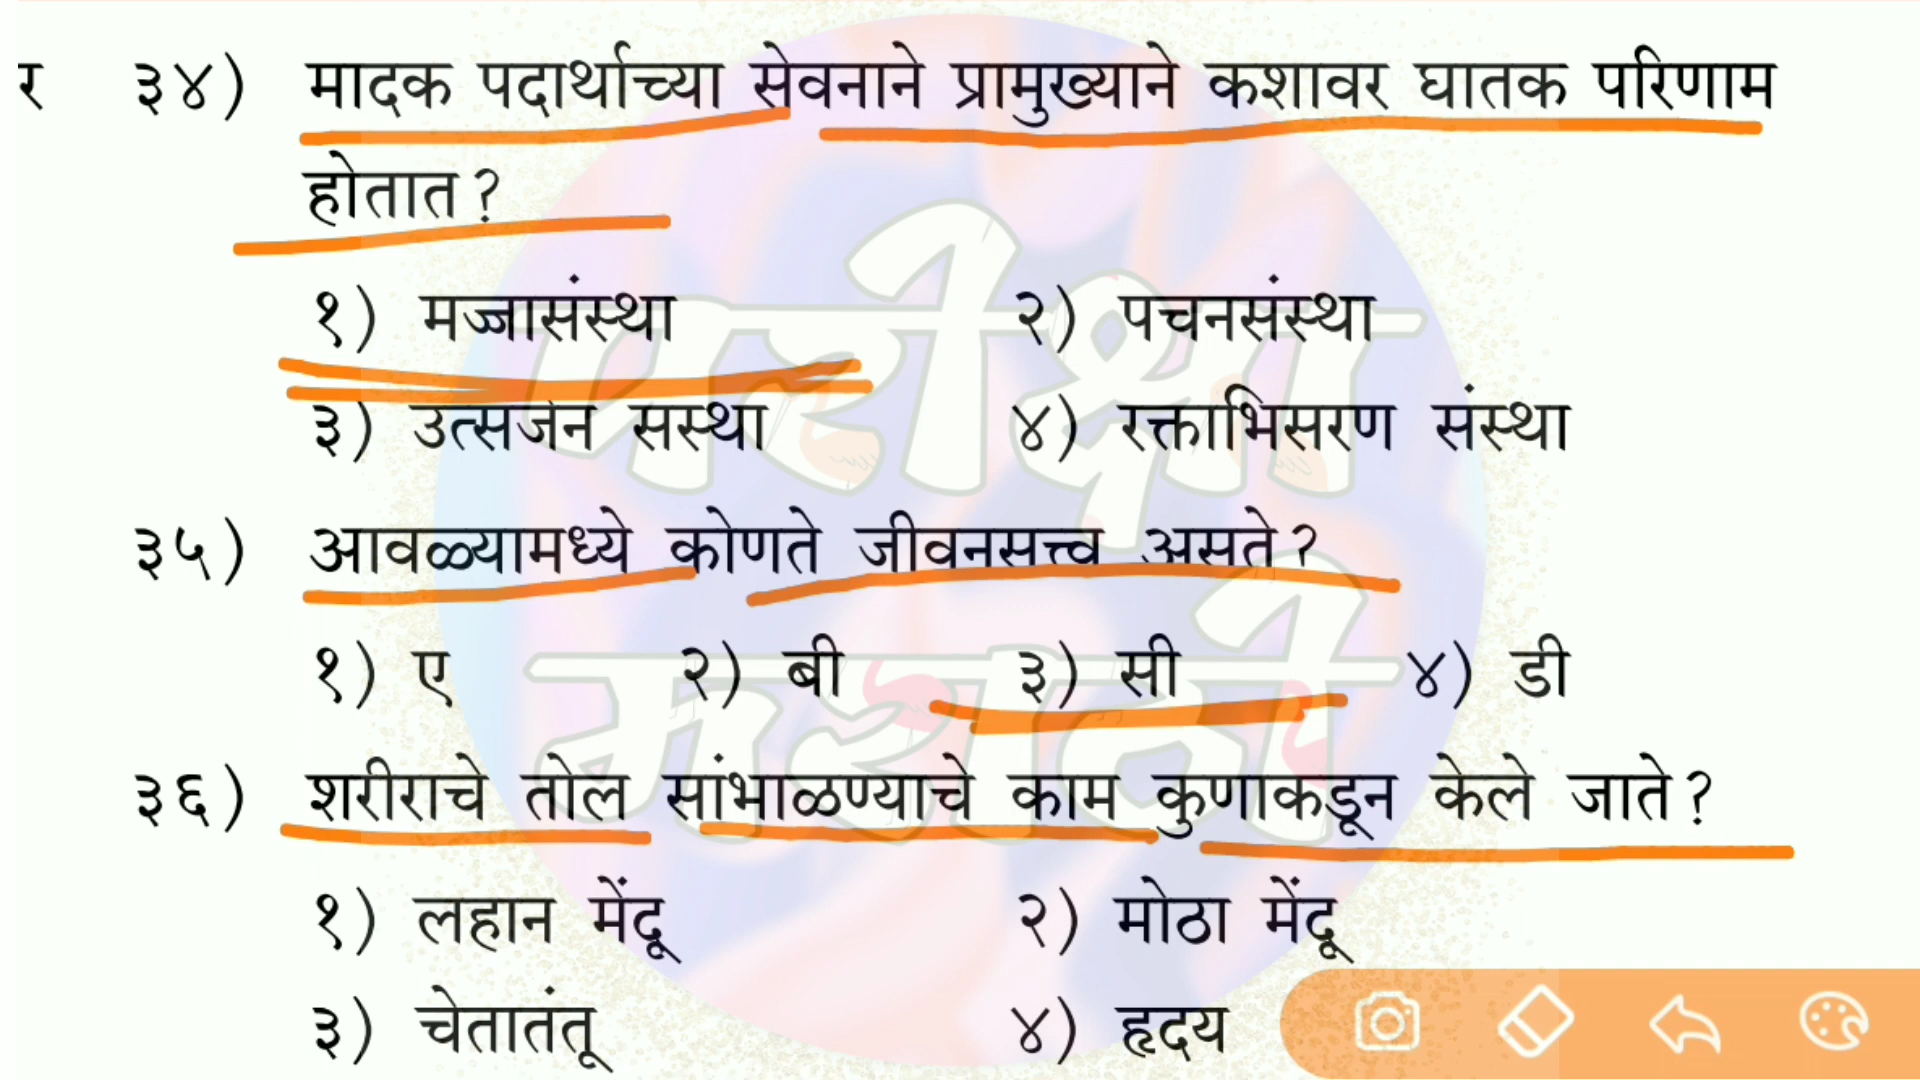 र ३४) मादक पदार्थाच्या सेवनाने प्रामुख्याने कशावर घातक परिणाम
होतात?
१) मज्जासंस्था २) पचनसंस्था
३) उत्सर्जन संस्था ४) रक्ताभिसरण संस्था
३५) आवळ्यामध्ये कोणते जीवनसत्त्व असते?
१) ए २) बी ३) सी ४) डी
३६) शरीराचे तोल सांभाळण्याचे काम कुणाकडून केले जाते?
१) लहान मेंदू २) मोठा मेंदू
३) चेतातंतू ४) हृदय
परीक्षा
मराठी